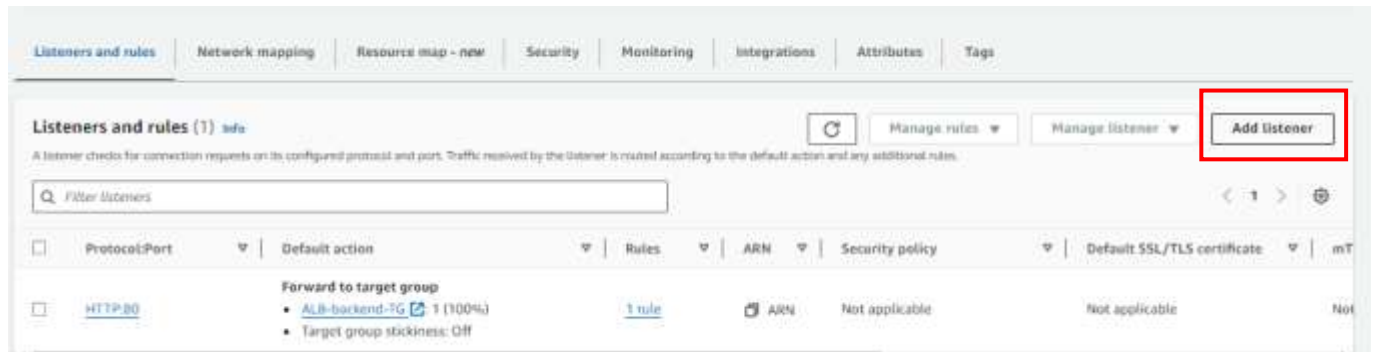 Listeners and rules Network mapping Resource map - new Security Monitoring Integrations Attributes Tags
Listeners and rules (1) Info Manage rules Manage listener Add listener
A listener checks for connection requests on its configured protocol and port. Traffic received by the listener is routed according to the default action and any additional rules.
Filter listeners 1
Protocol:Port Default action Rules ARN Security policy Default SSL/TLS certificate mT
Forward to target group
HTTP:80 • ALB-backend-TG : 1 (100%) 1 rule ARN Not applicable Not applicable Not
• Target group stickiness: Off